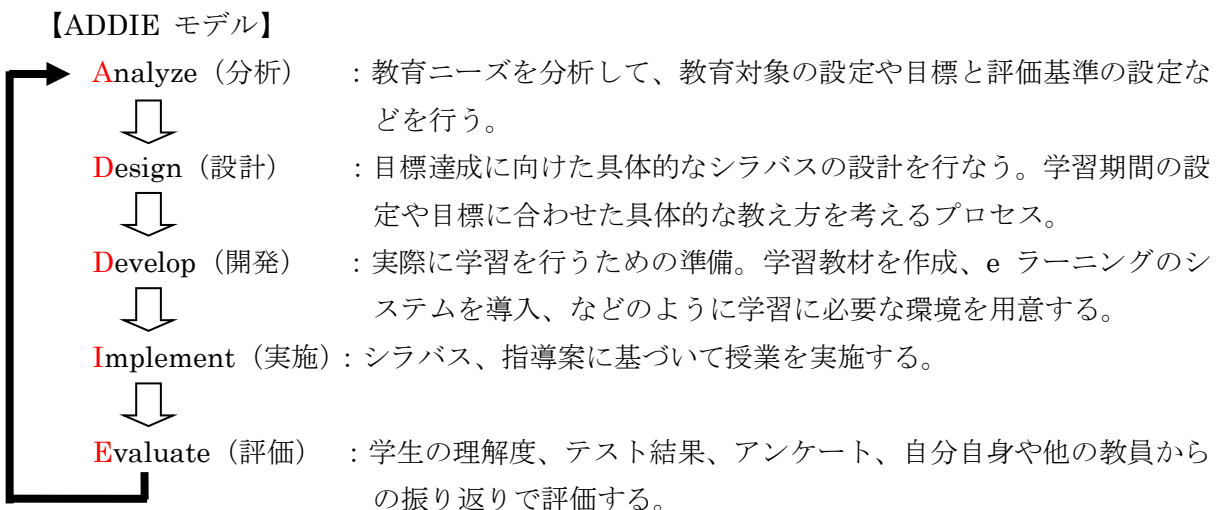 【ADDIE モデル】
Analyze（分析）　：教育ニーズを分析して、教育対象の設定や目標と評価基準の設定な
どを行う。
Design（設計）　：目標達成に向けた具体的なシラバスの設計を行なう。学習期間の設
定や目標に合わせた具体的な教え方を考えるプロセス。
Develop（開発）　：実際に学習を行うための準備。学習教材を作成、e ラーニングのシ
ステムを導入、などのように学習に必要な環境を用意する。
Implement（実施）：シラバス、指導案に基づいて授業を実施する。
Evaluate（評価）　：学生の理解度、テスト結果、アンケート、自分自身や他の教員から
の振り返りで評価する。